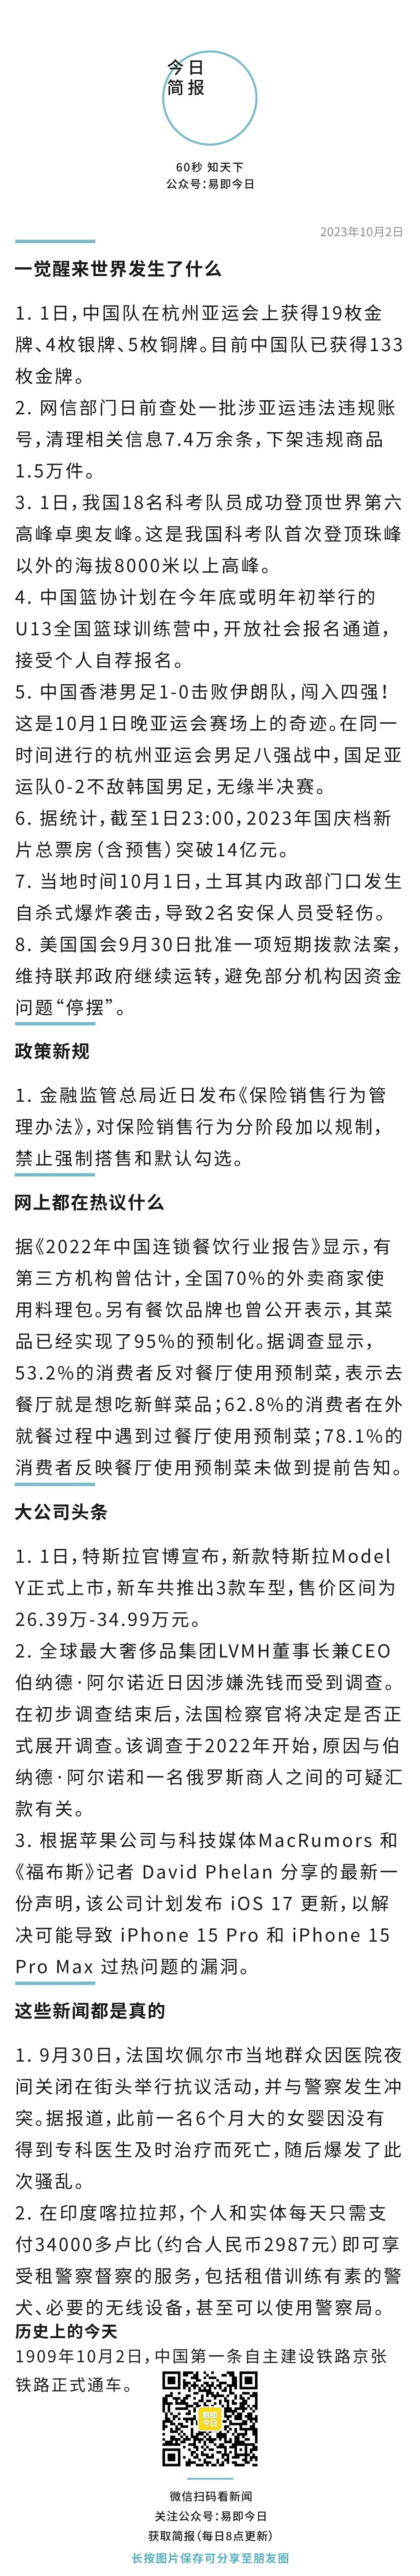 今日
简报
60秒 知天下
公众号：易即今日
2023年10月2日
一觉醒来世界发生了什么
1. 1日，中国队在杭州亚运会上获得19枚金
牌、4枚银牌、5枚铜牌。目前中国队已获得133
枚金牌。
2. 网信部门日前查处一批涉亚运违法违规账
号，清理相关信息7.4万余条，下架违规商品
1.5万件。
3. 1日，我国18名科考队员成功登顶世界第六
高峰卓奥友峰。这是我国科考队首次登顶珠峰
以外的海拔8000米以上高峰。
4. 中国篮协计划在今年底或明年初举行的
U13全国篮球训练营中，开放社会报名通道，
接受个人自荐报名。
5. 中国香港男足1-0击败伊朗队，闯入四强！
这是10月1日晚亚运会赛场上的奇迹。在同一
时间进行的杭州亚运会男足八强战中，国足亚
运队0-2不敌韩国男足，无缘半决赛。
6. 据统计，截至1日23:00，2023年国庆档新
片总票房（含预售）突破14亿元。
7. 当地时间10月1日，土耳其内政部门口发生
自杀式爆炸袭击，导致2名安保人员受轻伤。
8. 美国国会9月30日批准一项短期拨款法案，
维持联邦政府继续运转，避免部分机构因资金
问题“停摆”。
政策新规
1. 金融监管总局近日发布《保险销售行为管
理办法》，对保险销售行为分阶段加以规制，
禁止强制搭售和默认勾选。
网上都在热议什么
据《2022年中国连锁餐饮行业报告》显示，有
第三方机构曾估计，全国70%的外卖商家使
用料理包。另有餐饮品牌也曾公开表示，其菜
品已经实现了95%的预制化。据调查显示，
53.2%的消费者反对餐厅使用预制菜，表示去
餐厅就是想吃新鲜菜品；62.8%的消费者在外
就餐过程中遇到过餐厅使用预制菜；78.1%的
消费者反映餐厅使用预制菜未做到提前告知。
大公司头条
1. 1日，特斯拉官博宣布，新款特斯拉Model
Y正式上市，新车共推出3款车型，售价区间为
26.39万-34.99万元。
2. 全球最大奢侈品集团LVMH董事长兼CEO
伯纳德·阿尔诺近日因涉嫌洗钱而受到调查。
在初步调查结束后，法国检察官将决定是否正
式展开调查。该调查于2022年开始，原因与伯
纳德·阿尔诺和一名俄罗斯商人之间的可疑汇
款有关。
3. 根据苹果公司与科技媒体MacRumors 和
《福布斯》记者 David Phelan 分享的最新一
份声明，该公司计划发布 iOS 17 更新，以解
决可能导致 iPhone 15 Pro 和 iPhone 15
Pro Max 过热问题的漏洞。
这些新闻都是真的
1. 9月30日，法国坎佩尔市当地群众因医院夜
间关闭在街头举行抗议活动，并与警察发生冲
突。据报道，此前一名6个月大的女婴因没有
得到专科医生及时治疗而死亡，随后爆发了此
次骚乱。
2. 在印度喀拉拉邦，个人和实体每天只需支
付34000多卢比（约合人民币2987元）即可享
受租警察督察的服务，包括租借训练有素的警
犬、必要的无线设备，甚至可以使用警察局。
历史上的今天
1909年10月2日，中国第一条自主建设铁路京张
铁路正式通车。
易即
今日
微信扫码看新闻
关注公众号：易即今日
获取简报（每日8点更新）
长按图片保存可分享至朋友圈